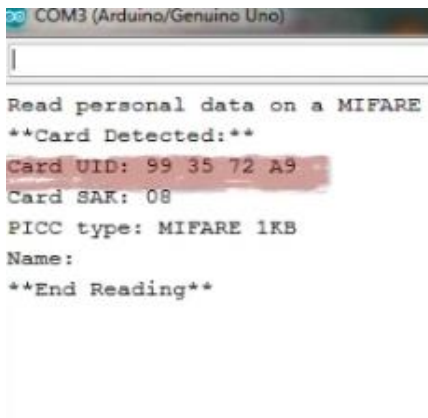 COM3 (Arduino/Genuino Uno)
Read personal data on a MIFARE
**Card Detected:**
Card UID: 99 35 72 A9
Card SAK: 08
PICC type: MIFARE 1KB
Name:
**End Reading**